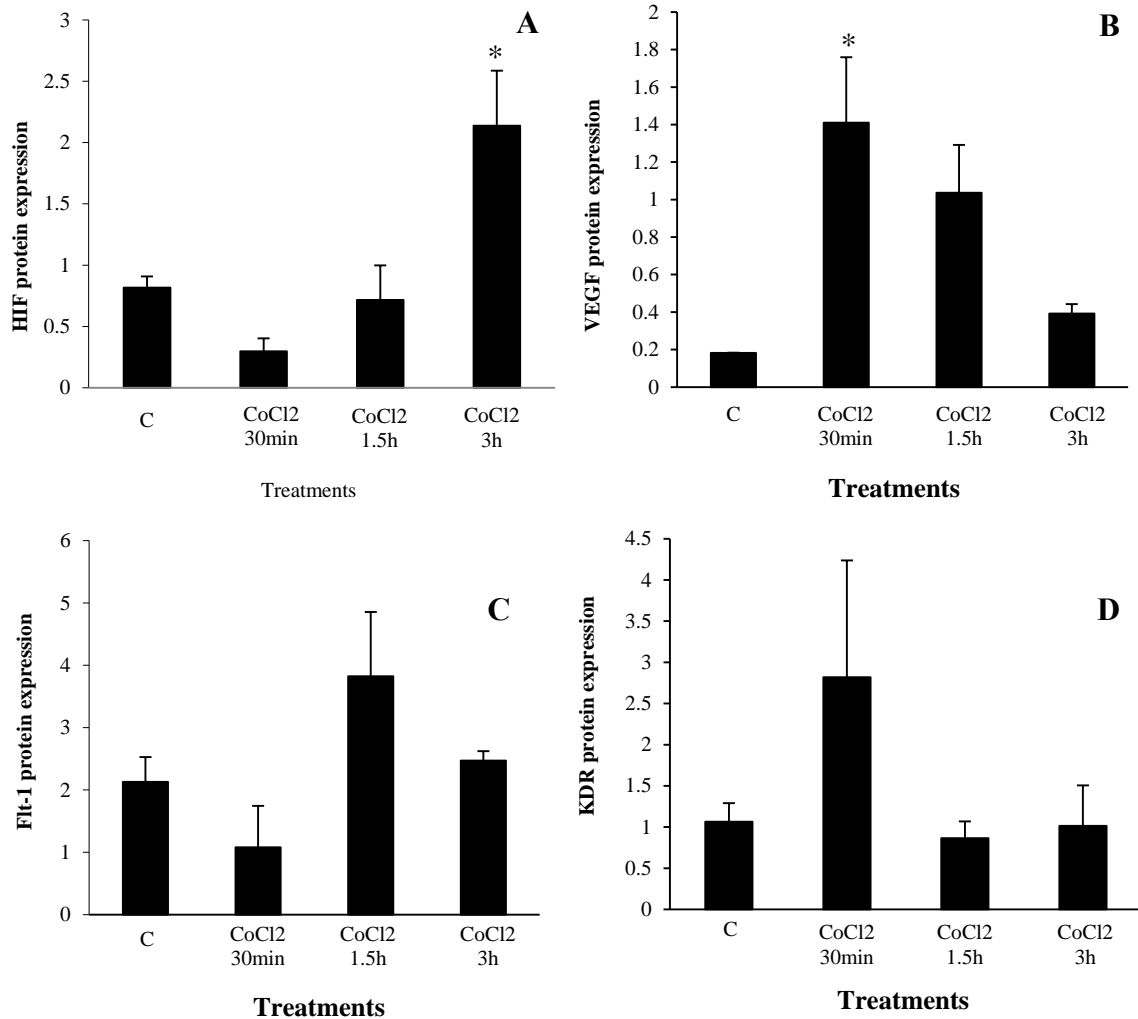 A
HIF protein expression
3
2.5
2
1.5
1
0.5
0
*
C
CoCl2 30min
CoCl2 1.5h
CoCl2 3h
Treatments
B
VEGF protein expression
2
1.8
1.6
1.4
1.2
1
0.8
0.6
0.4
0.2
0
*
C
CoCl2 30min
CoCl2 1.5h
CoCl2 3h
Treatments
C
Flt-1 protein expression
6
5
4
3
2
1
0
C
CoCl2 30min
CoCl2 1.5h
CoCl2 3h
Treatments
D
KDR protein expression
4.5
4
3.5
3
2.5
2
1.5
1
0.5
0
C
CoCl2 30min
CoCl2 1.5h
CoCl2 3h
Treatments